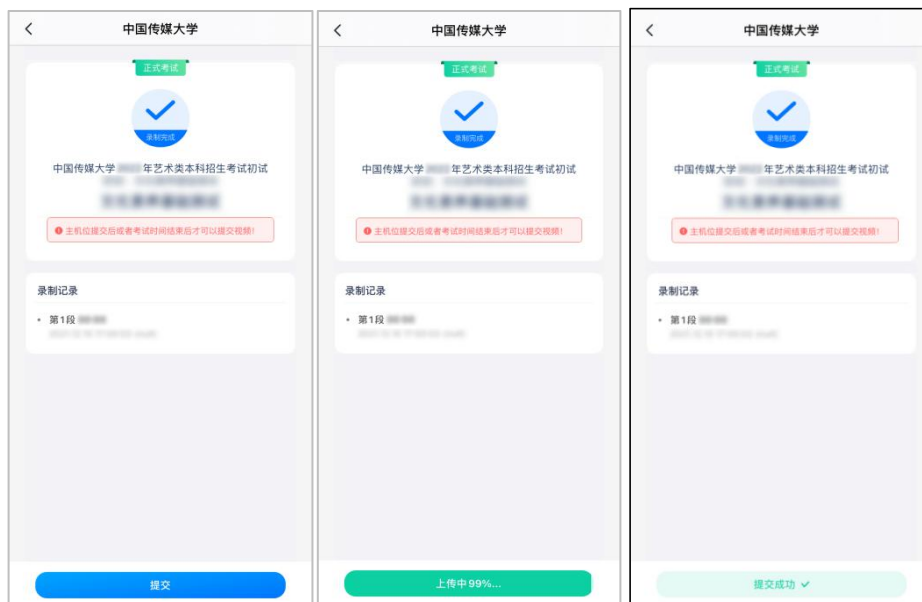 中国传媒大学
正式考试
录制完成
中国传媒大学 年艺术类本科招生考试初试
主机位提交后或者考试时间结束后才可以提交视频!
录制记录
• 第1段
提交
中国传媒大学
正式考试
录制完成
中国传媒大学 年艺术类本科招生考试初试
主机位提交后或者考试时间结束后才可以提交视频!
录制记录
• 第1段
上传中99%...
中国传媒大学
正式考试
录制完成
中国传媒大学 年艺术类本科招生考试初试
主机位提交后或者考试时间结束后才可以提交视频!
录制记录
• 第1段
提交成功 ✓